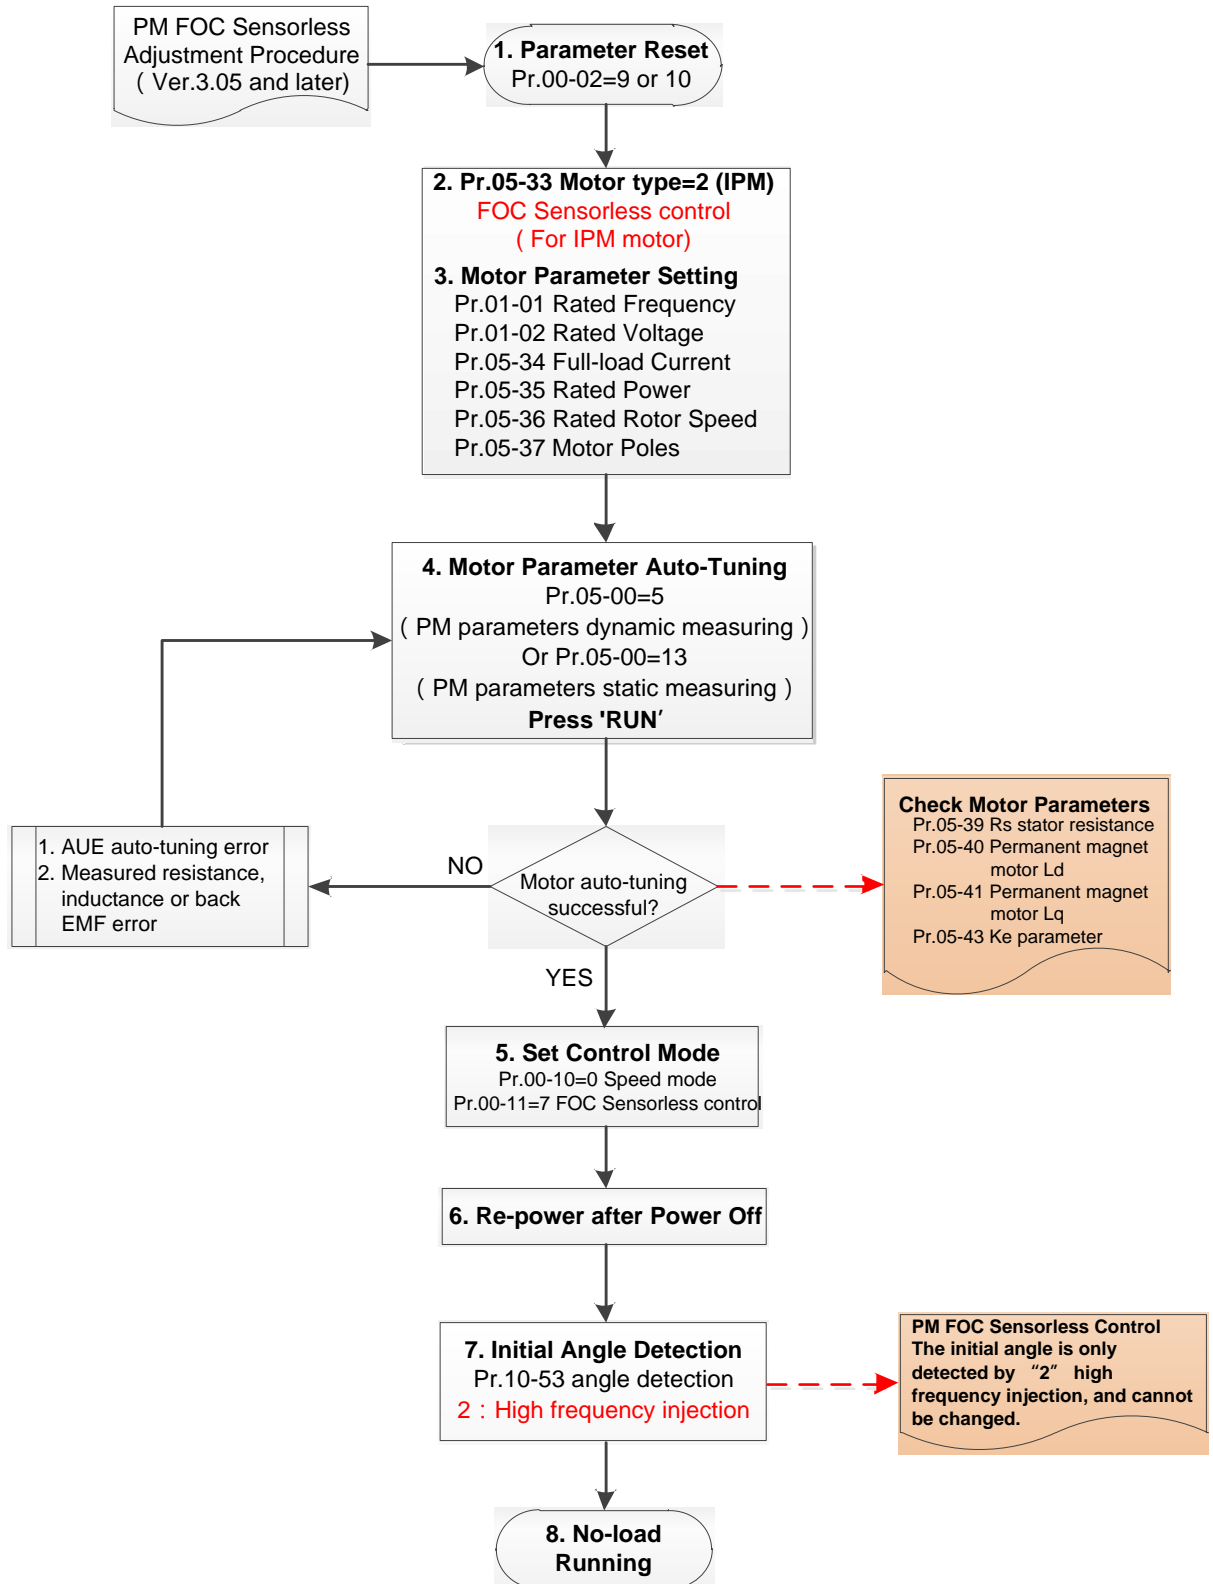 PM FOC Sensorless
Adjustment Procedure
( Ver.3.05 and later)
1. Parameter Reset
Pr.00-02=9 or 10
2. Pr.05-33 Motor type=2 (IPM)
FOC Sensorless control
( For IPM motor)
3. Motor Parameter Setting
Pr.01-01 Rated Frequency
Pr.01-02 Rated Voltage
Pr.05-34 Full-load Current
Pr.05-35 Rated Power
Pr.05-36 Rated Rotor Speed
Pr.05-37 Motor Poles
4. Motor Parameter Auto-Tuning
Pr.05-00=5
( PM parameters dynamic measuring )
Or Pr.05-00=13
( PM parameters static measuring )
Press 'RUN′
Motor auto-tuning
successful?
NO
1. AUE auto-tuning error
2. Measured resistance,
inductance or back
EMF error
Check Motor Parameters
Pr.05-39 Rs stator resistance
Pr.05-40 Permanent magnet
motor Ld
Pr.05-41 Permanent magnet
motor Lq
Pr.05-43 Ke parameter
YES
5. Set Control Mode
Pr.00-10=0 Speed mode
Pr.00-11=7 FOC Sensorless control
6. Re-power after Power Off
7. Initial Angle Detection
Pr.10-53 angle detection
2 : High frequency injection
PM FOC Sensorless Control
The initial angle is only
detected by “2” high
frequency injection, and cannot
be changed.
8. No-load
Running